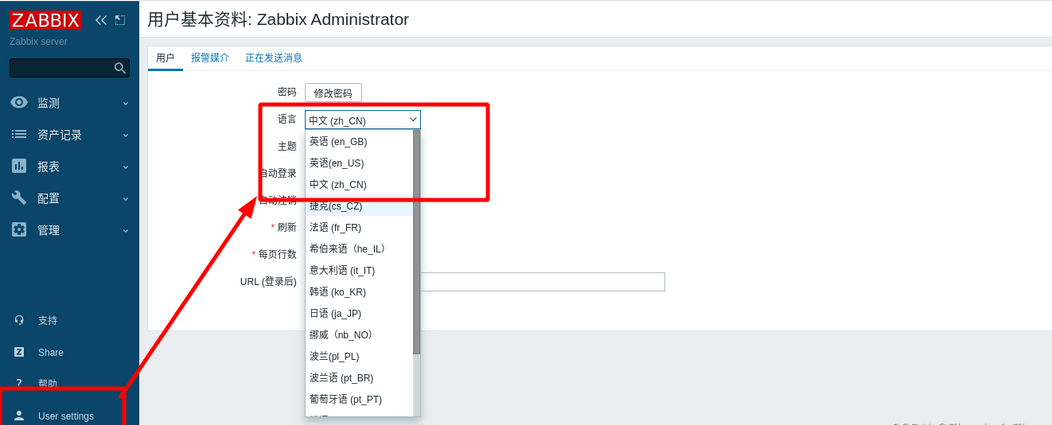 ZABBIX
Zabbix server
监测
资产记录
报表
配置
管理
支持
Share
帮助
User settings
用户基本资料: Zabbix Administrator
用户 报警媒介 正在发送消息
密码 修改密码
语言 中文 (zh_CN)
主题
自动登录
自动注销
* 刷新
* 每页行数
URL (登录后)
英语 (en_GB)
英语(en_US)
中文 (zh_CN)
捷克(cs_CZ)
法语 (fr_FR)
希伯来语（he_IL）
意大利语 (it_IT)
韩语 (ko_KR)
日语 (ja_JP)
挪威（nb_NO）
波兰(pl_PL)
波兰语 (pt_BR)
葡萄牙语 (pt_PT)